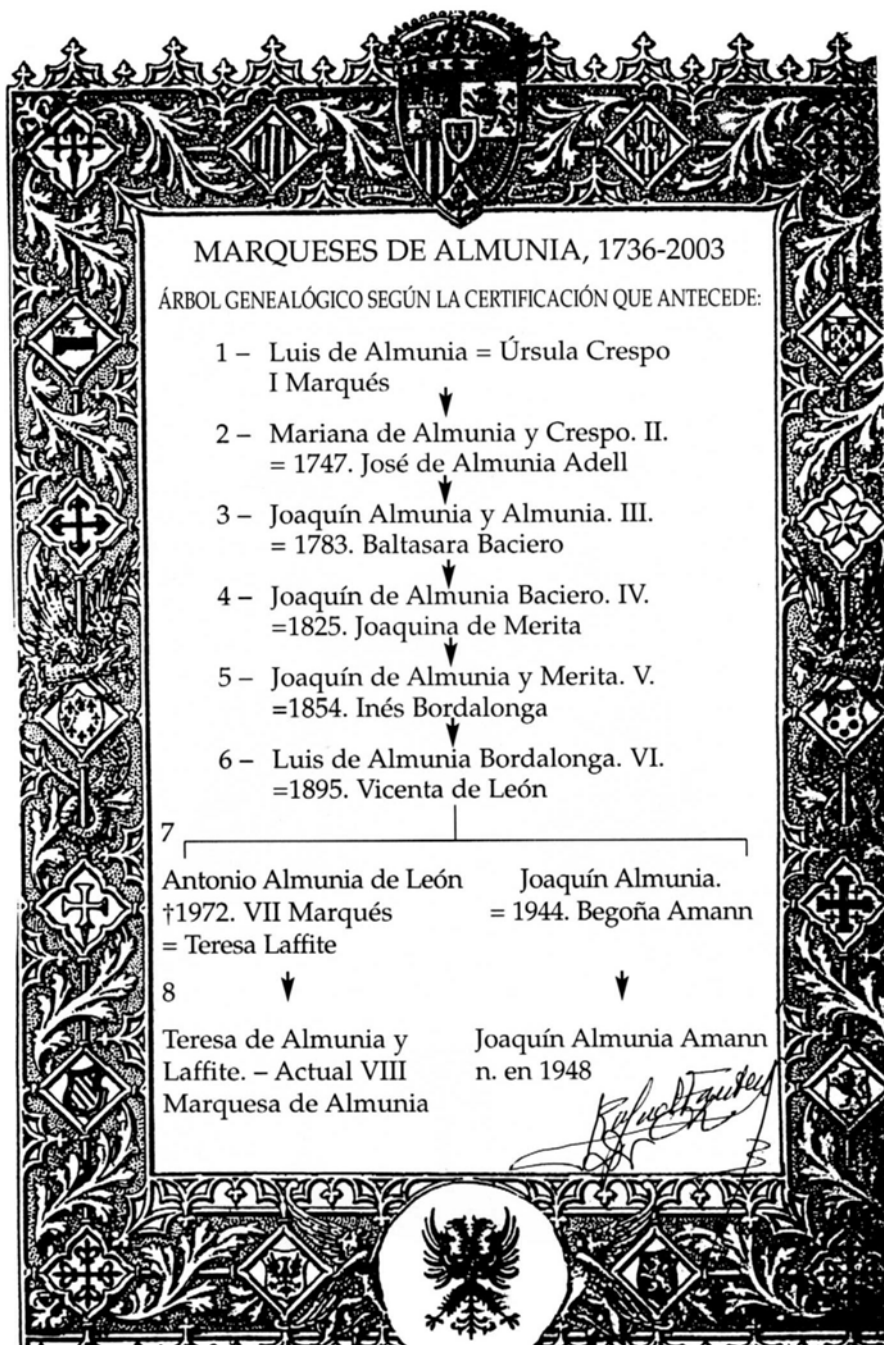 MARQUESES DE ALMUNIA, 1736-2003
ÁRBOL GENEALÓGICO SEGÚN LA CERTIFICACIÓN QUE ANTECEDE:
1 – Luis de Almunia = Úrsula Crespo
I Marqués
2 – Mariana de Almunia y Crespo. II.
= 1747. José de Almunia Adell
3 – Joaquín Almunia y Almunia. III.
= 1783. Baltasara Baciero
4 – Joaquín de Almunia Baciero. IV.
=1825. Joaquina de Merita
5 – Joaquín de Almunia y Merita. V.
=1854. Inés Bordalonga
6 – Luis de Almunia Bordalonga. VI.
=1895. Vicenta de León
7
Antonio Almunia de León
†1972. VII Marqués
= Teresa Laffite
Joaquín Almunia.
= 1944. Begoña Amann
8
Teresa de Almunia y
Laffite. – Actual VIII
Marquesa de Almunia
Joaquín Almunia Amann
n. en 1948